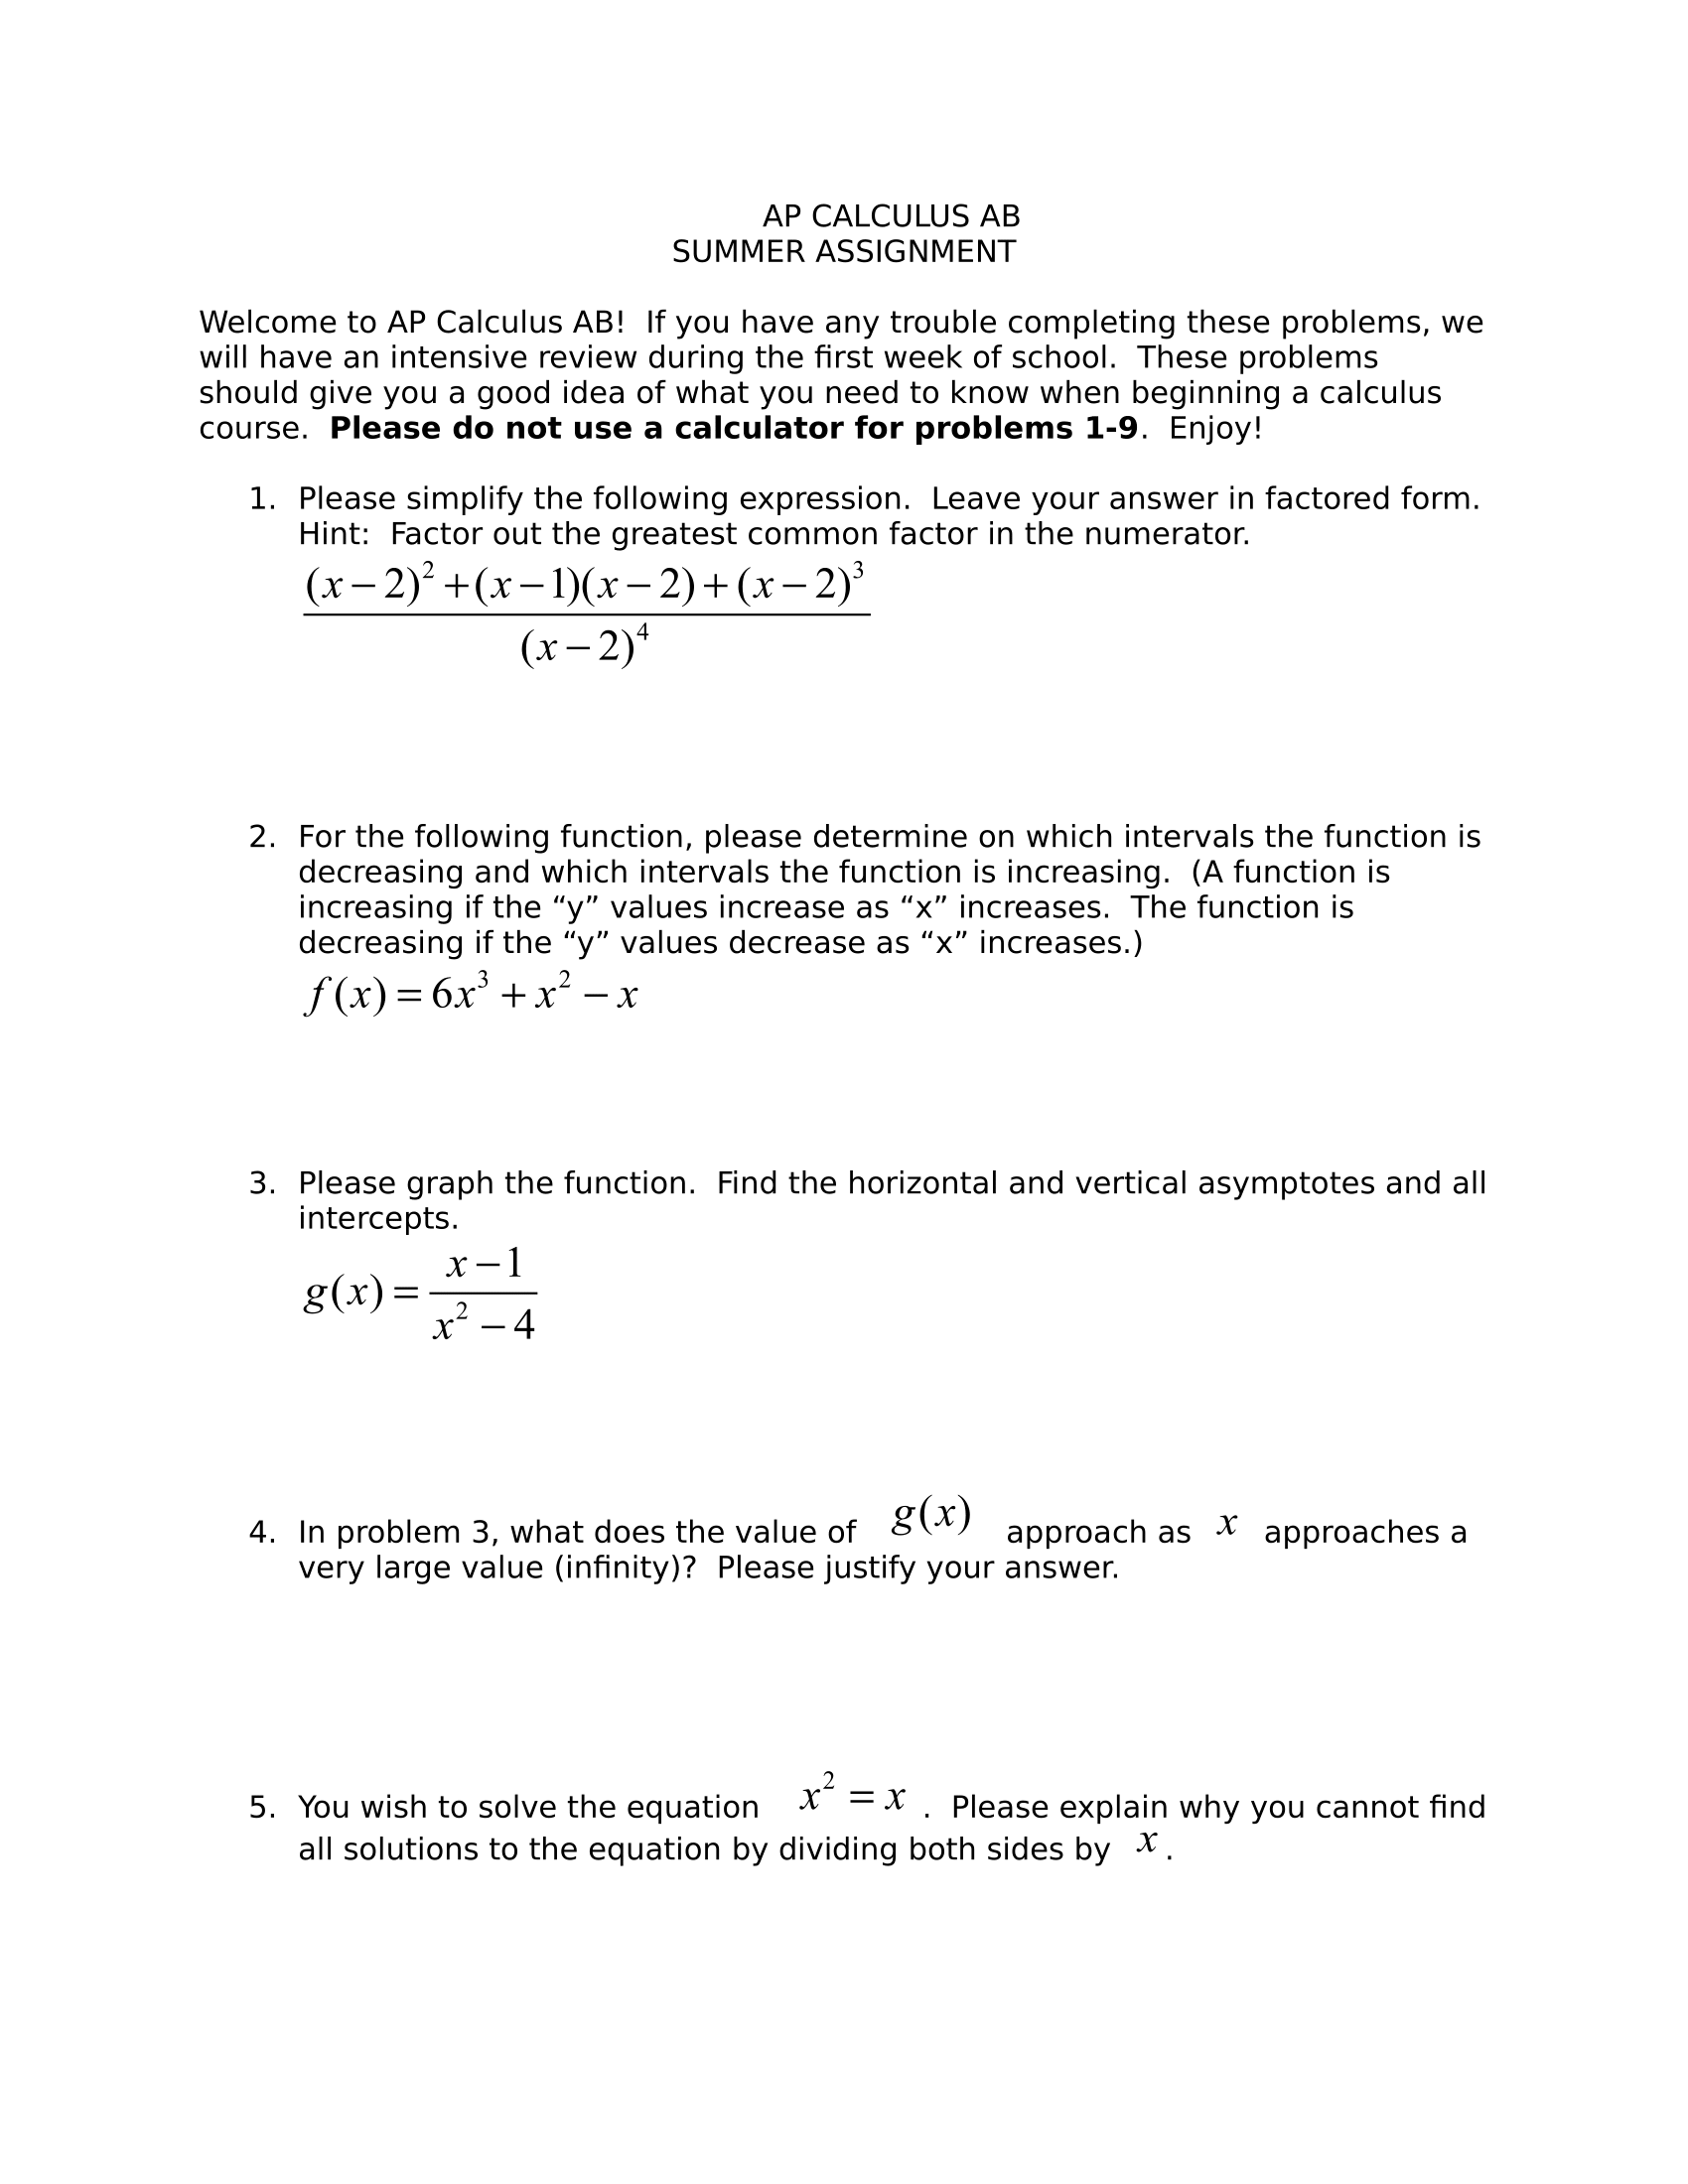 AP CALCULUS AB
SUMMER ASSIGNMENT
Welcome to AP Calculus AB!  If you have any trouble completing these problems, we
will have an intensive review during the first week of school.  These problems
should give you a good idea of what you need to know when beginning a calculus
course.  Please do not use a calculator for problems 1-9.  Enjoy!
1. Please simplify the following expression.  Leave your answer in factored form.
Hint:  Factor out the greatest common factor in the numerator.
(x − 2)² + (x − 1)(x − 2) + (x − 2)³
(x − 2)⁴
2. For the following function, please determine on which intervals the function is
decreasing and which intervals the function is increasing.  (A function is
increasing if the “y” values increase as “x” increases.  The function is
decreasing if the “y” values decrease as “x” increases.)
f(x) = 6x³ + x² − x
3. Please graph the function.  Find the horizontal and vertical asymptotes and all
intercepts.
g(x) = (x − 1)/(x² − 4)
4. In problem 3, what does the value of g(x) approach as x approaches a
very large value (infinity)?  Please justify your answer.
5. You wish to solve the equation x² = x .  Please explain why you cannot find
all solutions to the equation by dividing both sides by x .